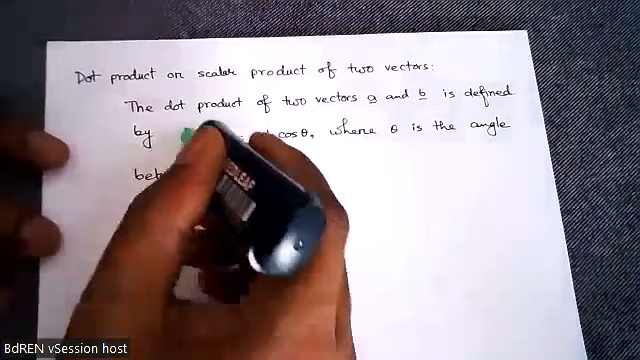 Dot product or scalar product of two vectors:
The dot product of two vectors a and b is defined
by cosθ, where θ is the angle
bet
BdREN vSession host